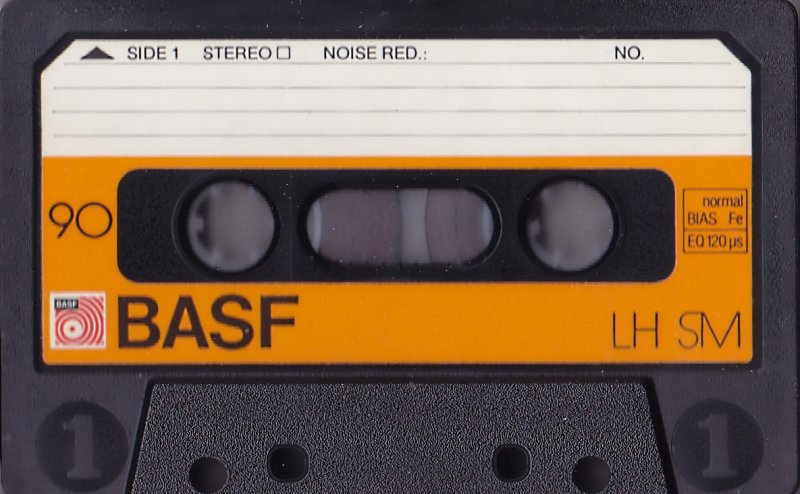 SIDE 1 STEREO NOISE RED.: NO.
90
normal
BIAS Fe
EQ 120 µs
BASF
BASF
LH SM
1 1